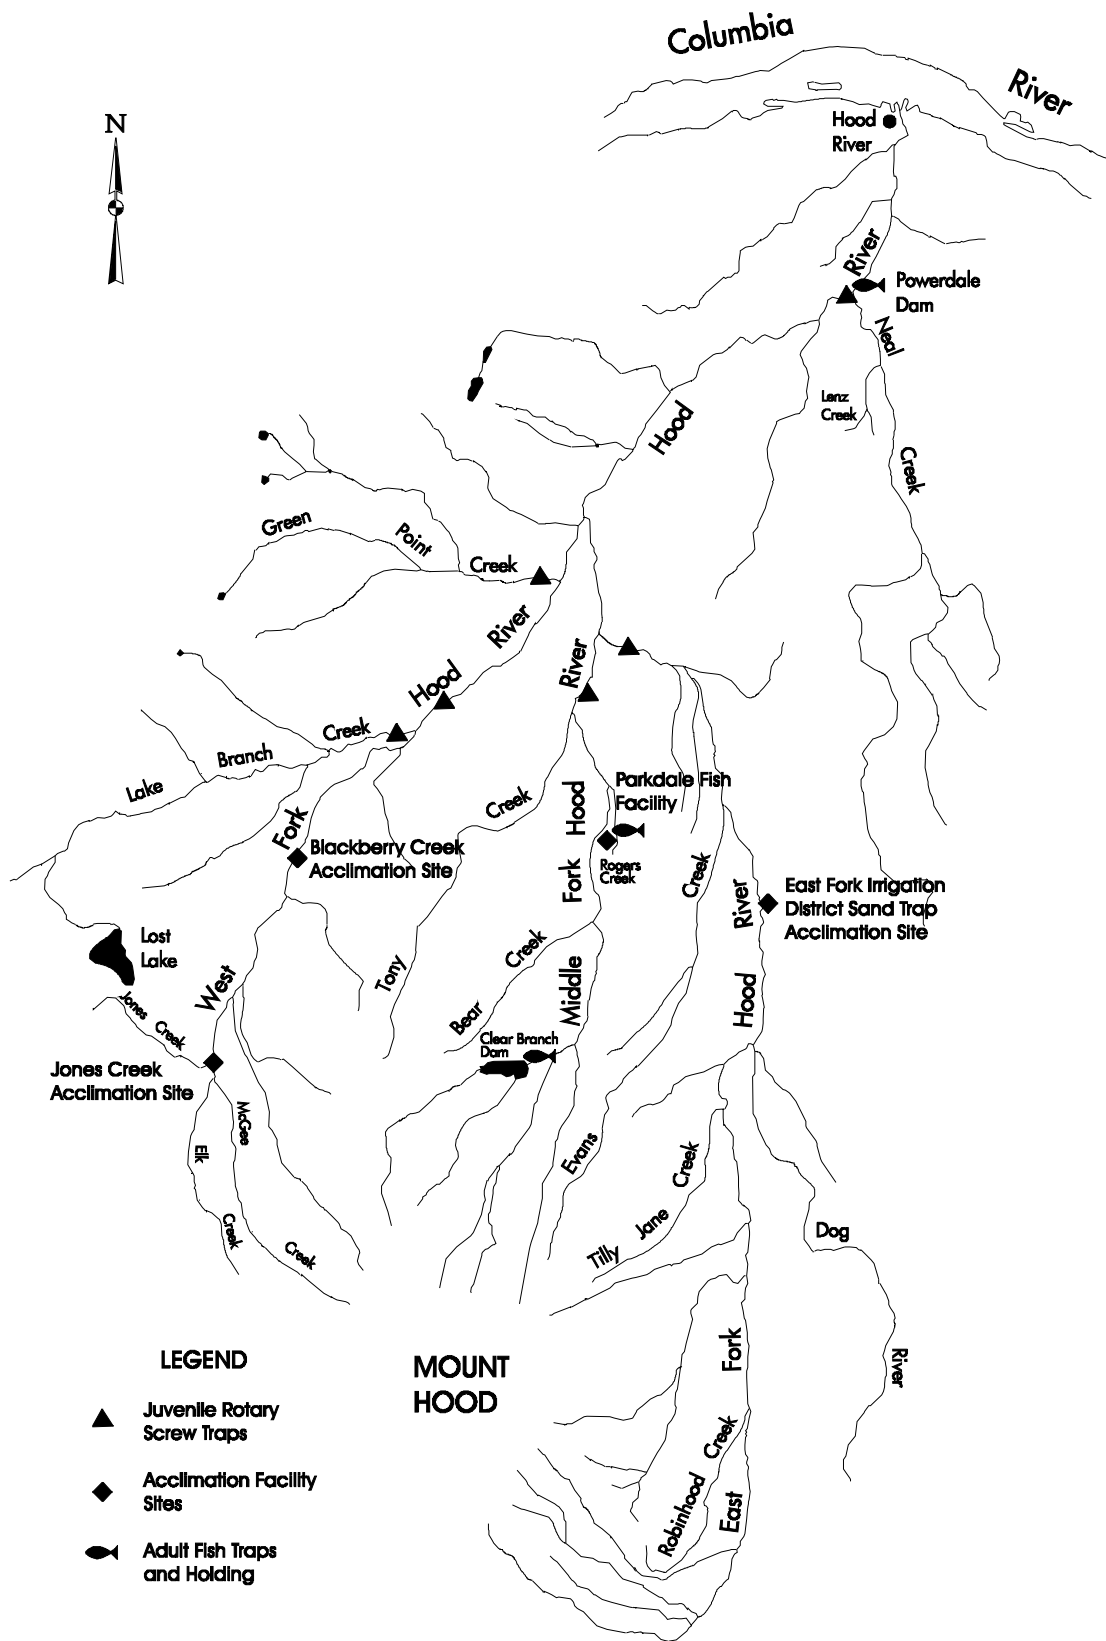 Columbia
River
N
Hood
River
River
Powerdale
Dam
Neal
Lenz
Creek
Hood
Creek
Green
Point
Creek
River
River
Hood
Creek
Branch
Lake
Parkdale Fish
Facility
Hood
Creek
Fork
Blackberry Creek
Acclimation Site
Rogers
Creek
Fork
Creek
River
East Fork Irrigation
District Sand Trap
Acclimation Site
Lost
Lake
Creek
Tony
West
Middle
Hood
Jones
Creek
Bear
Clear Branch
Dam
Jones Creek
Acclimation Site
McGee
Elk
Evans
Creek
Creek
Creek
Jane
Tilly
Dog
Fork
River
MOUNT
HOOD
LEGEND
Juvenile Rotary
Screw Traps
Creek
Robinhood
East
Acclimation Facility
Sites
Adult Fish Traps
and Holding